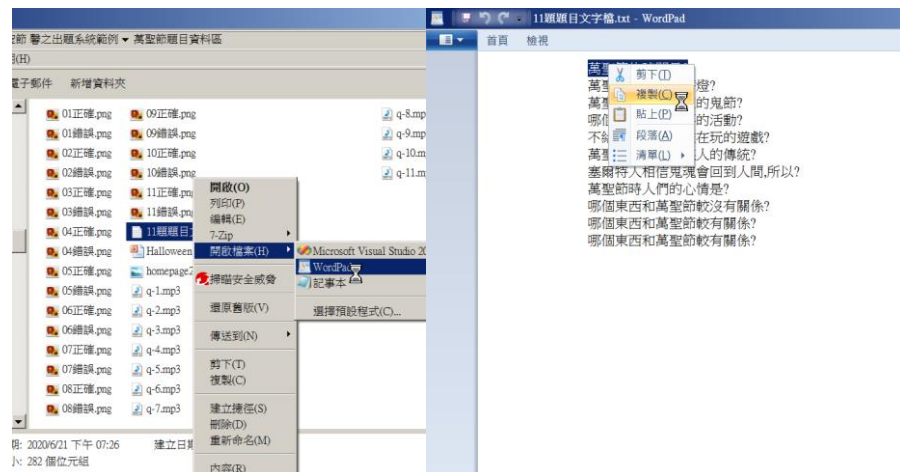 節 馨之出題系統範例 ▾ 萬聖節題目資料區
(H)
電子郵件 新增資料夾
01正確.png
01錯誤.png
02正確.png
02錯誤.png
03正確.png
03錯誤.png
04正確.png
04錯誤.png
05正確.png
05錯誤.png
06正確.png
06錯誤.png
07正確.png
07錯誤.png
08正確.png
08錯誤.png
09正確.png
09錯誤.png
10正確.png
10錯誤.png
11正確.png
11錯誤.png
11題題目
Halloween
homepage2
q-1.mp3
q-2.mp3
q-3.mp3
q-4.mp3
q-5.mp3
q-6.mp3
q-7.mp3
q-8.mp
q-9.mp
q-10.m
q-11.m
開啟(O)
列印(P)
編輯(E)
7-Zip
開啟檔案(H)
掃瞄安全威脅
還原舊版(V)
傳送到(N)
剪下(T)
複製(C)
建立捷徑(S)
刪除(D)
重新命名(M)
內容(R)
Microsoft Visual Studio 20
WordPad
記事本
選擇預設程式(C)...
期: 2020/6/21 下午 07:26 建立日期
小: 282 個位元組
11題題目文字檔.txt - WordPad
首頁 檢視
剪下(T)
複製(C)
貼上(P)
段落(A)
清單(L)
萬聖
萬聖 燈?
萬聖 的鬼節?
哪個 的活動?
不給 在玩的遊戲?
萬聖 人的傳統?
塞爾特人相信鬼魂會回到人間,所以?
萬聖節時人們的心情是?
哪個東西和萬聖節較沒有關係?
哪個東西和萬聖節較有關係?
哪個東西和萬聖節較有關係?